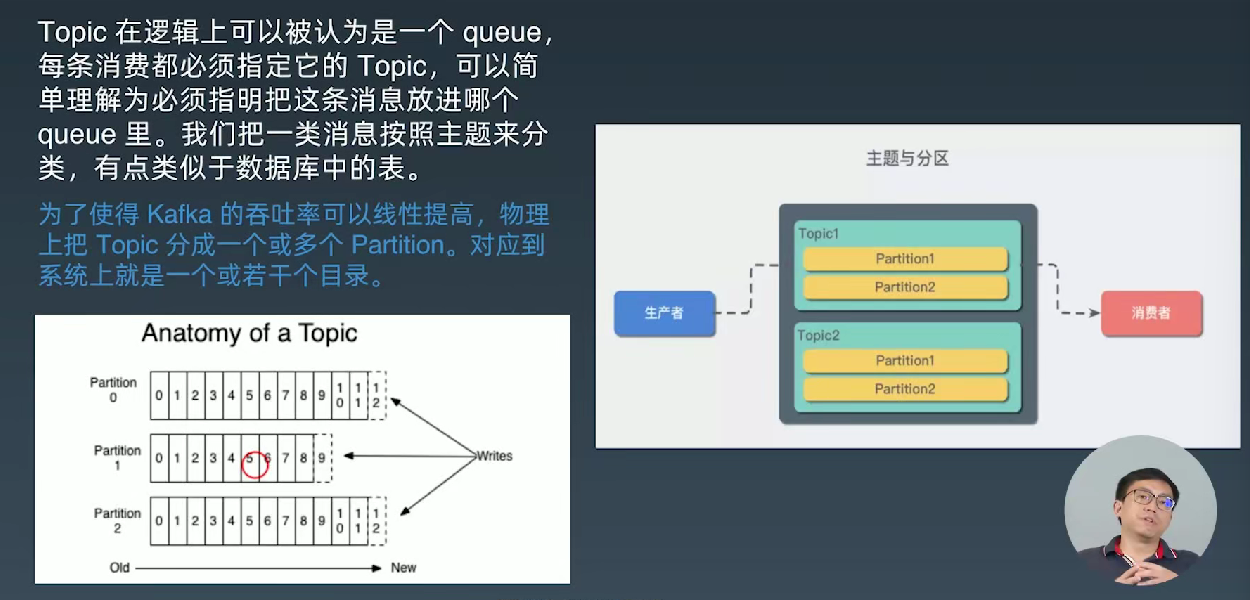 Topic 在逻辑上可以被认为是一个 queue，
每条消费都必须指定它的 Topic，可以简
单理解为必须指明把这条消息放进哪个
queue 里。我们把一类消息按照主题来分
类，有点类似于数据库中的表。
为了使得 Kafka 的吞吐率可以线性提高，物理
上把 Topic 分成一个或多个 Partition。对应到
系统上就是一个或若干个目录。
Anatomy of a Topic
Partition
0
0 1 2 3 4 5 6 7 8 9 10 11 12
Partition
1
0 1 2 3 4 5 6 7 8 9
Partition
2
0 1 2 3 4 5 6 7 8 9 10 11 12
Writes
Old
New
主题与分区
生产者
Topic1
Partition1
Partition2
Topic2
Partition1
Partition2
消费者